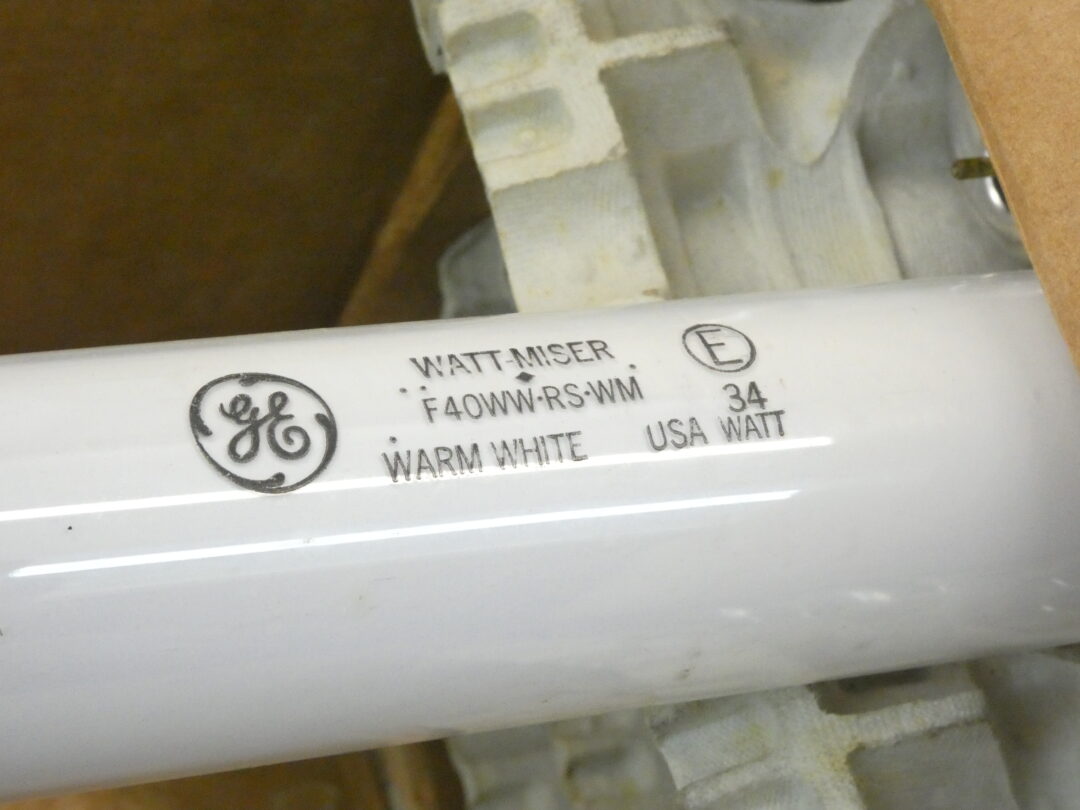 GE
WATT-MISER E
F40WW•RS•WM 34
WARM WHITE USA WATT